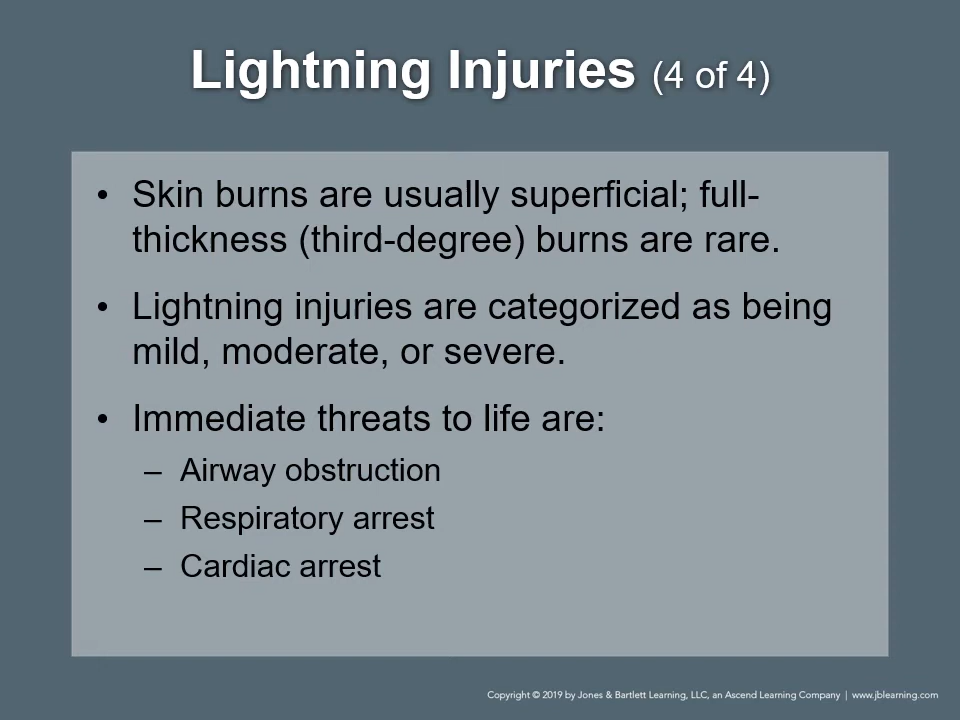 Lightning Injuries (4 of 4)
• Skin burns are usually superficial; full-
thickness (third-degree) burns are rare.
• Lightning injuries are categorized as being
mild, moderate, or severe.
• Immediate threats to life are:
– Airway obstruction
– Respiratory arrest
– Cardiac arrest
Copyright © 2019 by Jones & Bartlett Learning, LLC, an Ascend Learning Company | www.jblearning.com